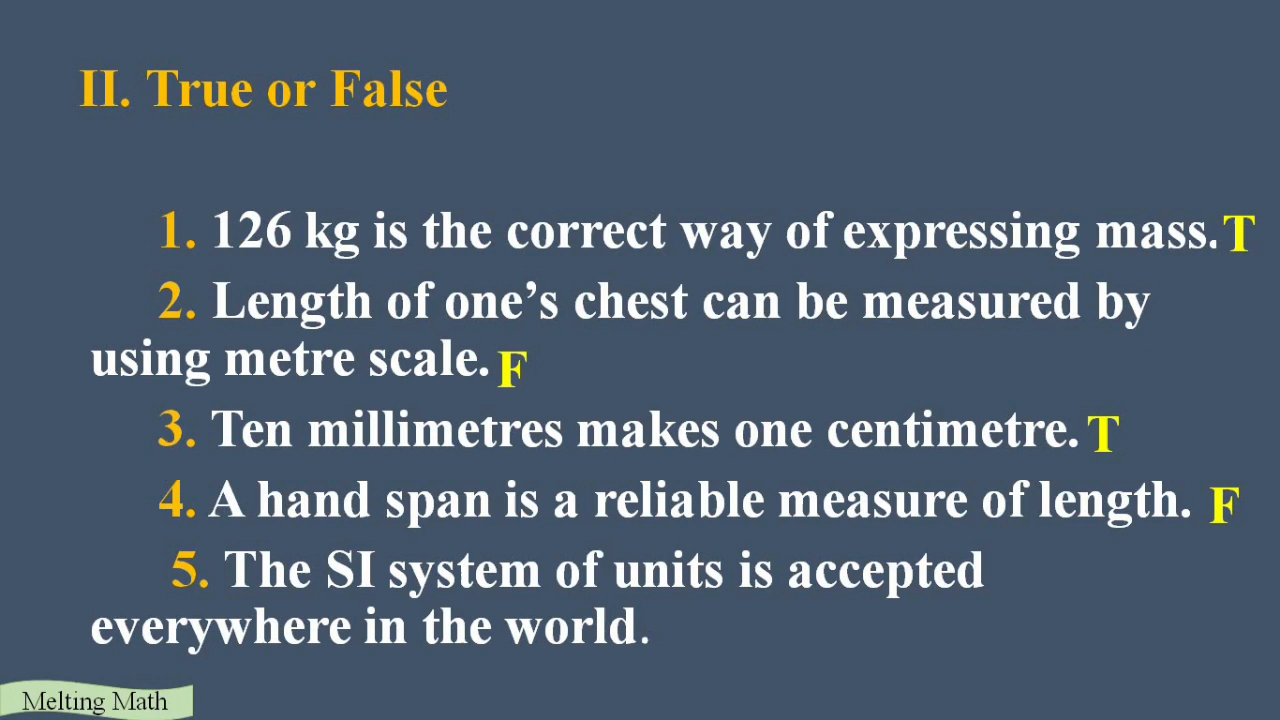 II. True or False
1. 126 kg is the correct way of expressing mass. T
2. Length of one’s chest can be measured by
using metre scale. F
3. Ten millimetres makes one centimetre. T
4. A hand span is a reliable measure of length. F
5. The SI system of units is accepted
everywhere in the world.
Melting Math